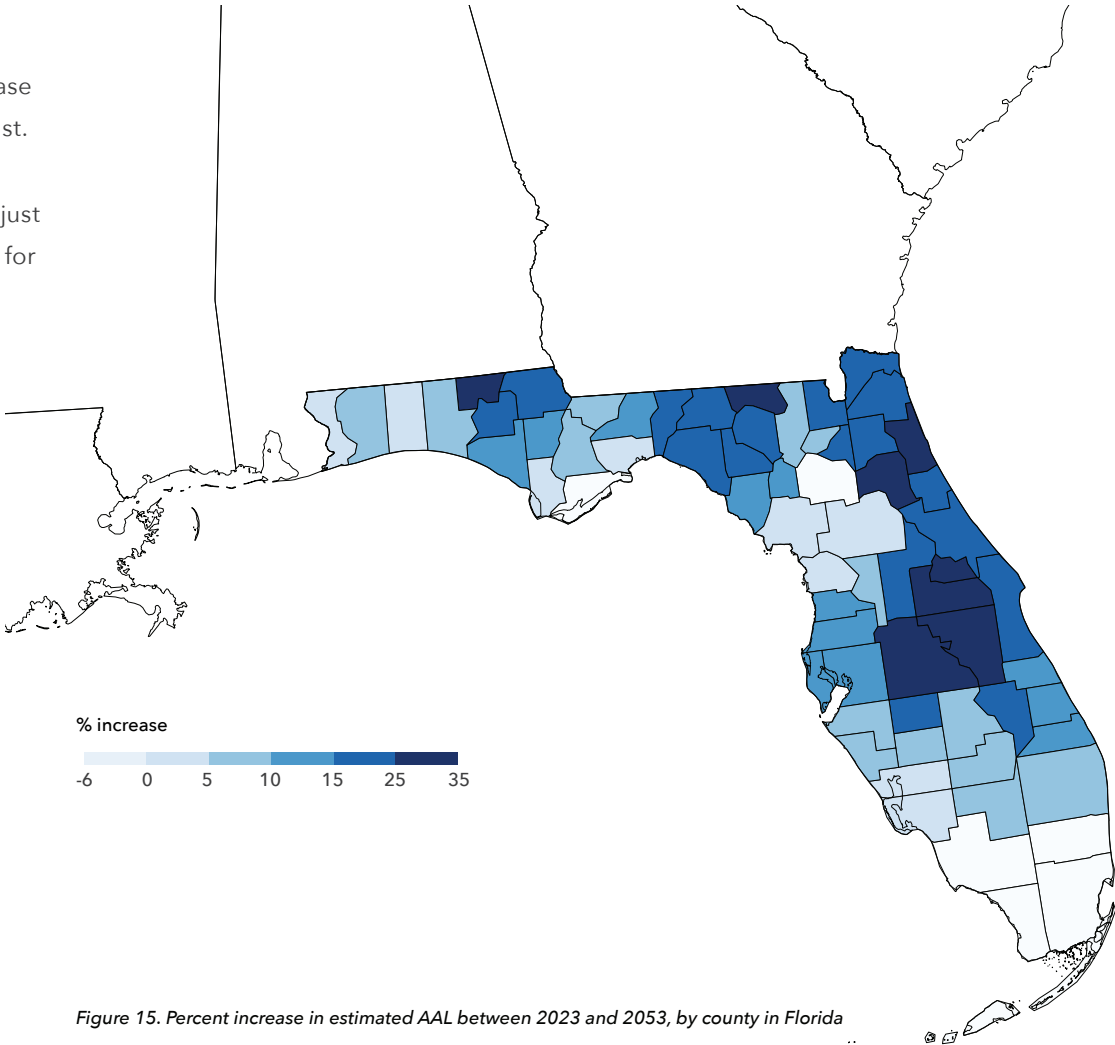 ase
st.
just
for
% increase
-6 0 5 10 15 25 35
Figure 15. Percent increase in estimated AAL between 2023 and 2053, by county in Florida